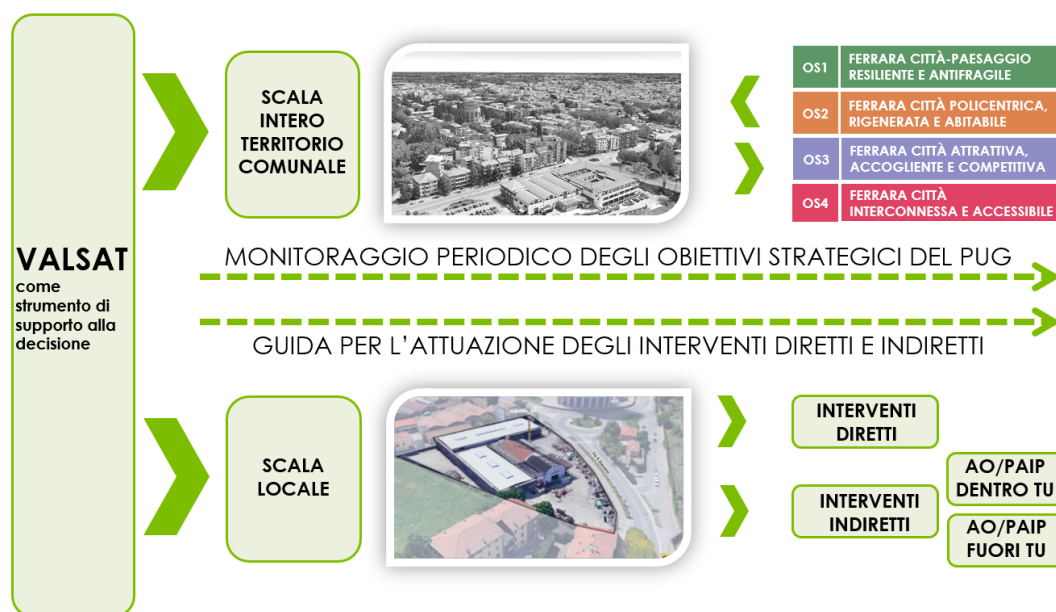 VALSAT
come
strumento di
supporto alla
decisione
SCALA
INTERO
TERRITORIO
COMUNALE
OS1
FERRARA CITTÀ-PAESAGGIO
RESILIENTE E ANTIFRAGILE
OS2
FERRARA CITTÀ POLICENTRICA,
RIGENERATA E ABITABILE
OS3
FERRARA CITTÀ ATTRATTIVA,
ACCOGLIENTE E COMPETITIVA
OS4
FERRARA CITTÀ
INTERCONNESSA E ACCESSIBILE
MONITORAGGIO PERIODICO DEGLI OBIETTIVI STRATEGICI DEL PUG
GUIDA PER L'ATTUAZIONE DEGLI INTERVENTI DIRETTI E INDIRETTI
SCALA
LOCALE
INTERVENTI
DIRETTI
INTERVENTI
INDIRETTI
AO/PAIP
DENTRO TU
AO/PAIP
FUORI TU